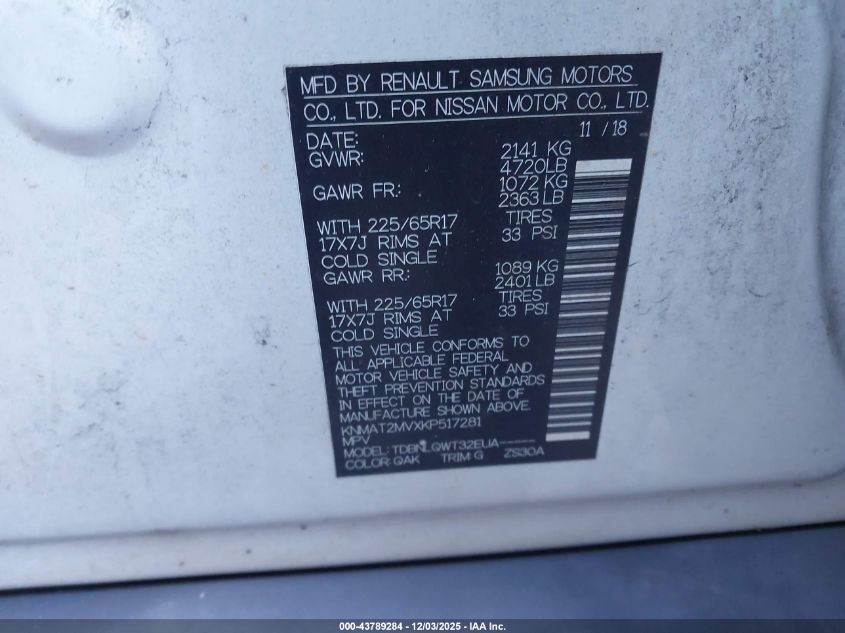 MFD BY RENAULT SAMSUNG MOTORS
CO., LTD. FOR NISSAN MOTOR CO., LTD.
DATE: 11 / 18
GVWR: 2141 KG
4720LB
GAWR FR.: 1072 KG
2363LB
WITH 225/65R17 TIRES
17X7J RIMS AT 33 PSI
COLD SINGLE
GAWR RR.: 1089 KG
2401LB
WITH 225/65R17 TIRES
17X7J RIMS AT 33 PSI
COLD SINGLE
THIS VEHICLE CONFORMS TO
ALL APPLICABLE FEDERAL
MOTOR VEHICLE SAFETY AND
THEFT PREVENTION STANDARDS
IN EFFECT ON THE DATE OF
MANUFACTURE SHOWN ABOVE.
KNMAT2MVXKP517281
MPV
MODEL: TDBNLQWT32EUA-----
COLOR: QAK TRIM: G ZS30A
000-43789284 - 12/03/2025 - IAA Inc.